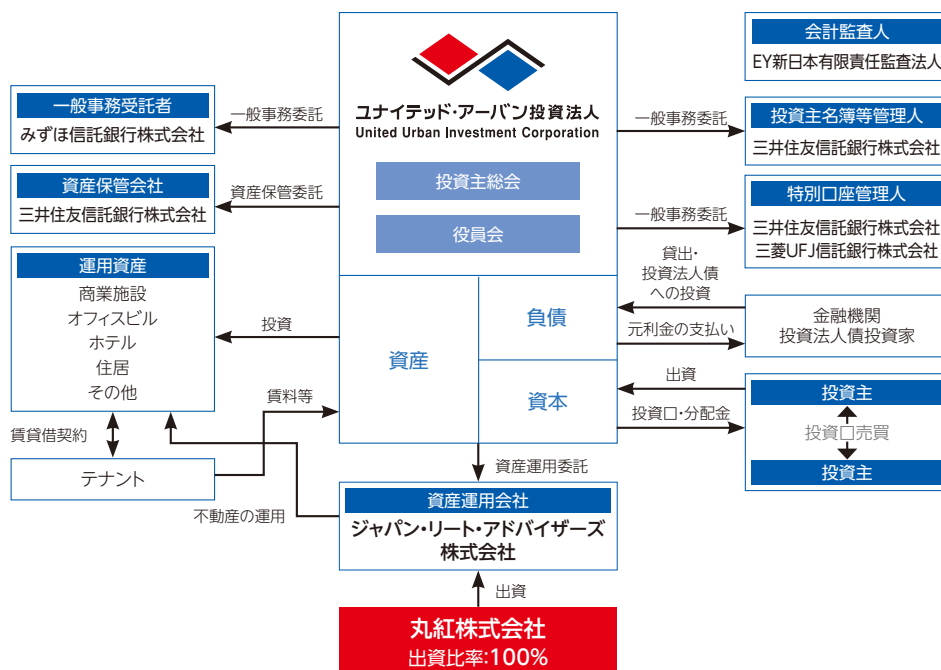 ユナイテッド・アーバン投資法人
United Urban Investment Corporation
投資主総会
役員会
資産
負債
資本
一般事務受託者
みずほ信託銀行株式会社
一般事務委託
資産保管会社
三井住友信託銀行株式会社
資産保管委託
運用資産
商業施設
オフィスビル
ホテル
住居
その他
投資
賃料等
賃貸借契約
テナント
不動産の運用
会計監査人
EY新日本有限責任監査法人
一般事務委託
投資主名簿等管理人
三井住友信託銀行株式会社
一般事務委託
特別口座管理人
三井住友信託銀行株式会社
三菱UFJ信託銀行株式会社
貸出・
投資法人債
への投資
元利金の支払い
金融機関
投資法人債投資家
出資
投資口・分配金
投資主
投資口売買
投資主
資産運用委託
資産運用会社
ジャパン・リート・アドバイザーズ
株式会社
出資
丸紅株式会社
出資比率:100%